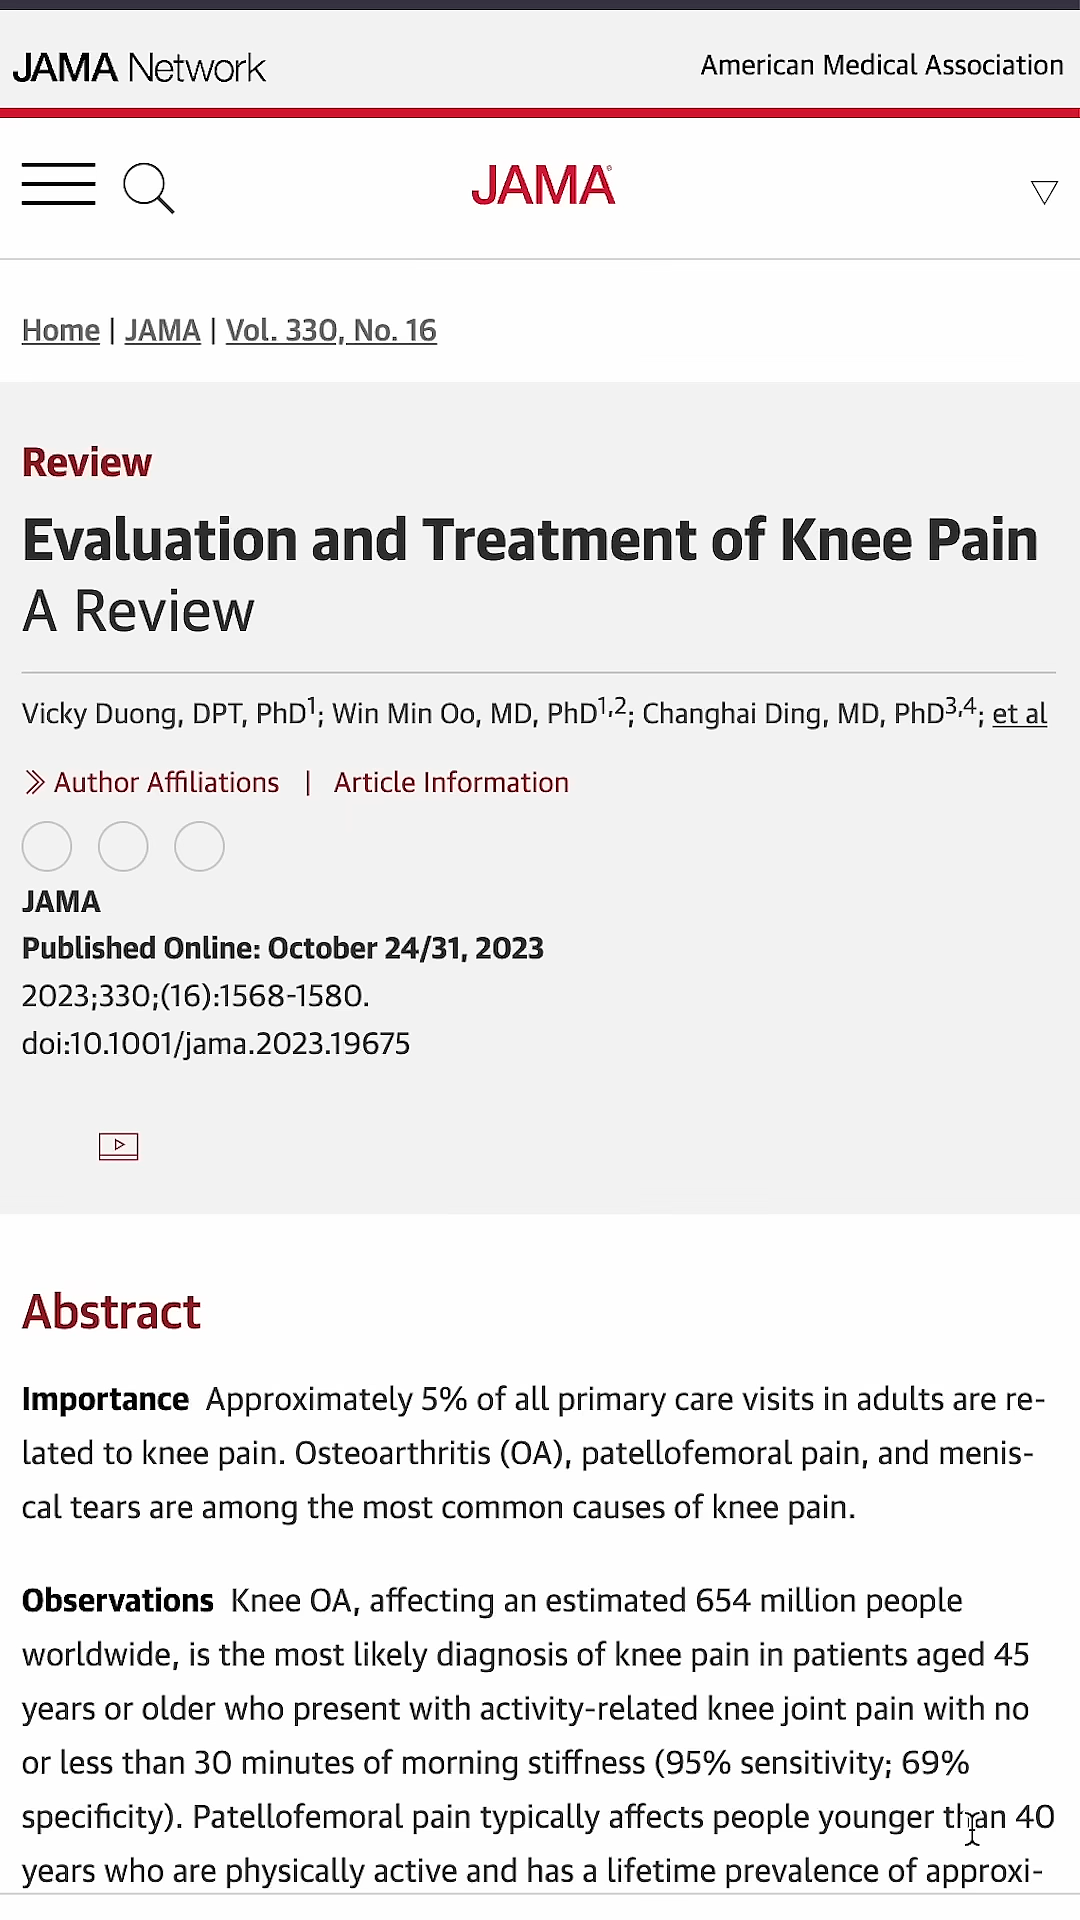 JAMA Network
American Medical Association
JAMA®
Home | JAMA | Vol. 330, No. 16
Review
Evaluation and Treatment of Knee Pain
A Review
Vicky Duong, DPT, PhD1; Win Min Oo, MD, PhD1,2; Changhai Ding, MD, PhD3,4; et al
Author Affiliations | Article Information
JAMA
Published Online: October 24/31, 2023
2023;330;(16):1568-1580.
doi:10.1001/jama.2023.19675
Abstract
Importance Approximately 5% of all primary care visits in adults are re-
lated to knee pain. Osteoarthritis (OA), patellofemoral pain, and menis-
cal tears are among the most common causes of knee pain.
Observations Knee OA, affecting an estimated 654 million people
worldwide, is the most likely diagnosis of knee pain in patients aged 45
years or older who present with activity-related knee joint pain with no
or less than 30 minutes of morning stiffness (95% sensitivity; 69%
specificity). Patellofemoral pain typically affects people younger than 40
years who are physically active and has a lifetime prevalence of approxi-